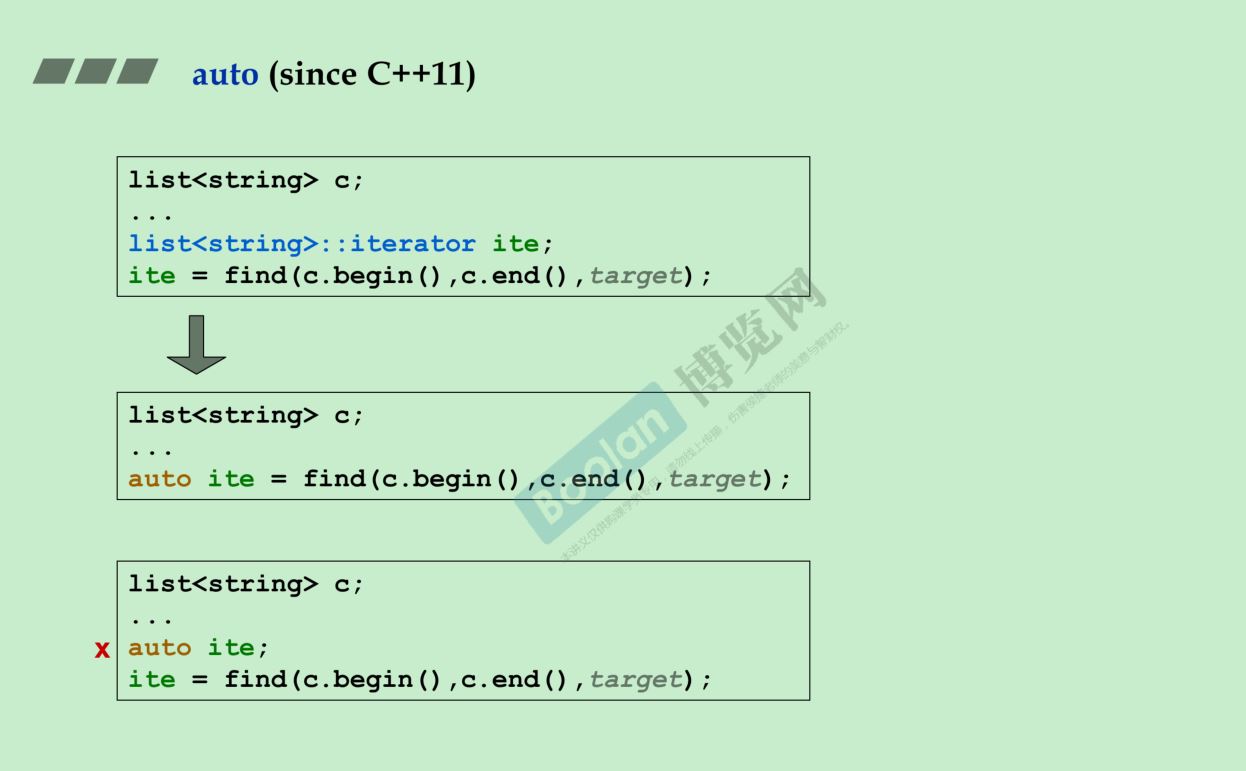 auto (since C++11)
list<string> c;
...
list<string>::iterator ite;
ite = find(c.begin(),c.end(),target);
list<string> c;
...
auto ite = find(c.begin(),c.end(),target);
list<string> c;
...
x auto ite;
ite = find(c.begin(),c.end(),target);
Boolan 博览网